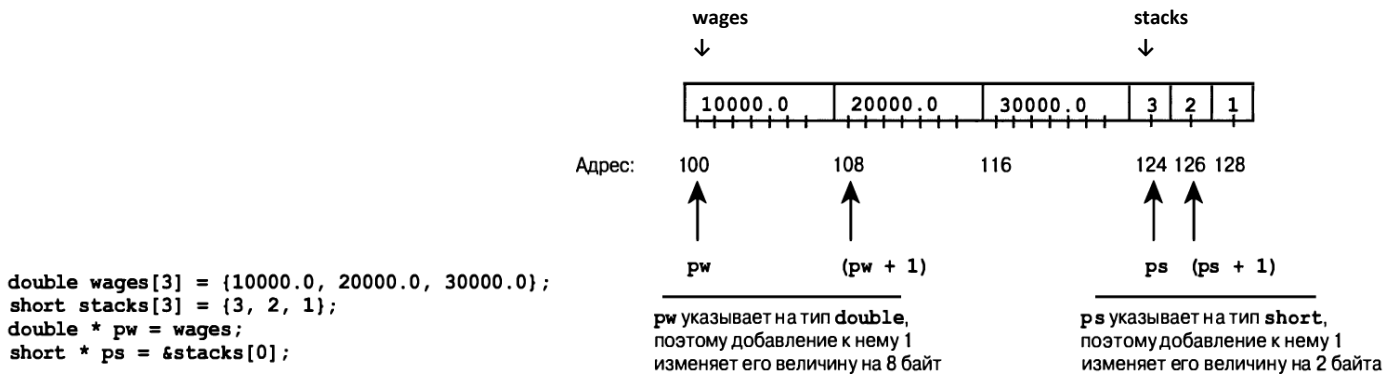 wages stacks
↓ ↓
10000.0 20000.0 30000.0 3 2 1
Адрес: 100 108 116 124 126 128
pw (pw + 1) ps (ps + 1)
double wages[3] = {10000.0, 20000.0, 30000.0};
short stacks[3] = {3, 2, 1};
double * pw = wages;
short * ps = &stacks[0];
pw указывает на тип double,
поэтому добавление к нему 1
изменяет его величину на 8 байт
ps указывает на тип short,
поэтому добавление к нему 1
изменяет его величину на 2 байта